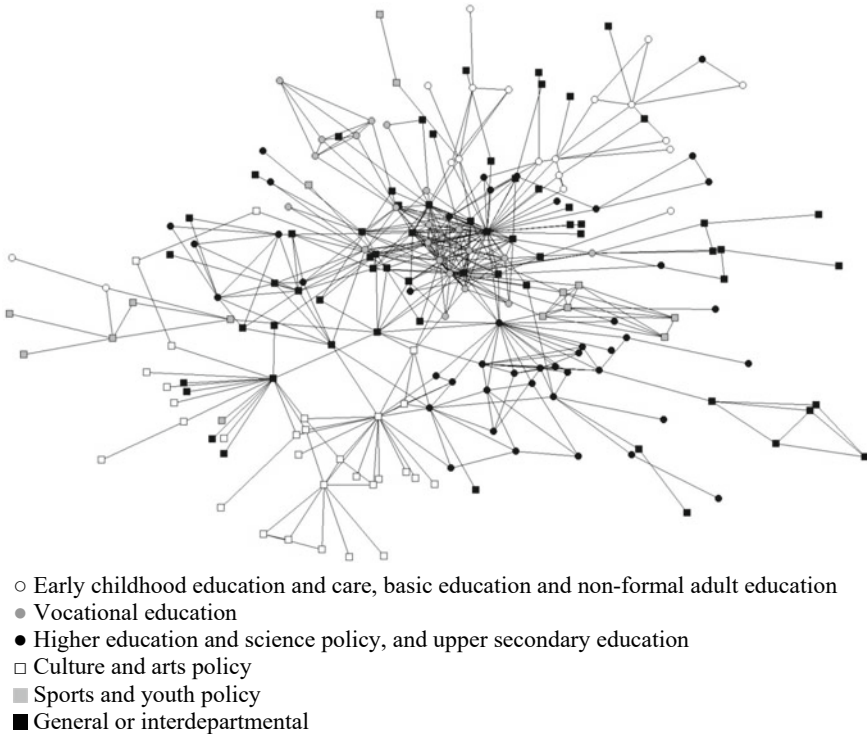 Early childhood education and care, basic education and non-formal adult education
Vocational education
Higher education and science policy, and upper secondary education
Culture and arts policy
Sports and youth policy
General or interdepartmental